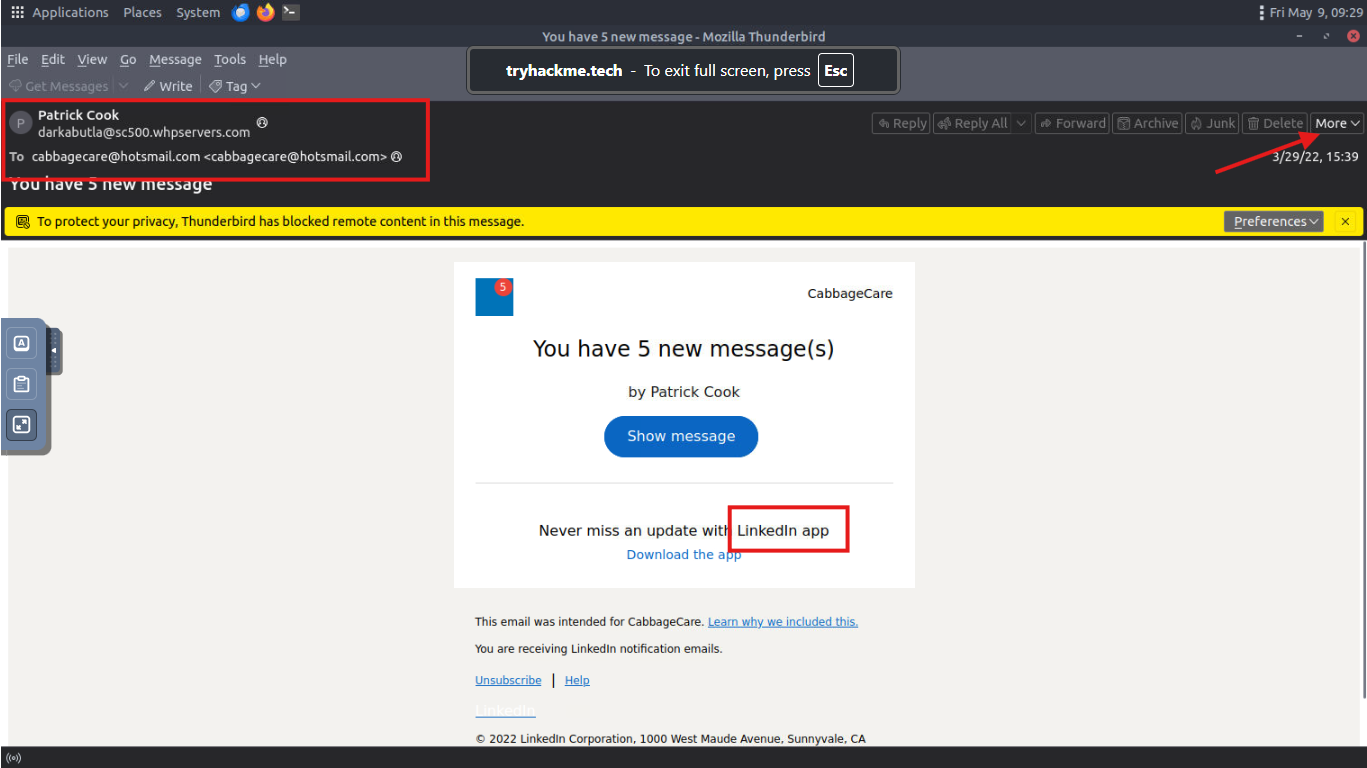 Applications Places System
Fri May 9, 09:29
You have 5 new message - Mozilla Thunderbird
File Edit View Go Message Tools Help
tryhackme.tech - To exit full screen, press Esc
Get Messages Write Tag
P
Patrick Cook
darkabutla@sc500.whpservers.com
Reply Reply All Forward Archive Junk Delete More
To cabbagecare@hotsmail.com <cabbagecare@hotsmail.com>
3/29/22, 15:39
You have 5 new message
To protect your privacy, Thunderbird has blocked remote content in this message.
Preferences
5
CabbageCare
You have 5 new message(s)
by Patrick Cook
Show message
Never miss an update with LinkedIn app
Download the app
A
This email was intended for CabbageCare. Learn why we included this.
You are receiving LinkedIn notification emails.
Unsubscribe | Help
LinkedIn
© 2022 LinkedIn Corporation, 1000 West Maude Avenue, Sunnyvale, CA